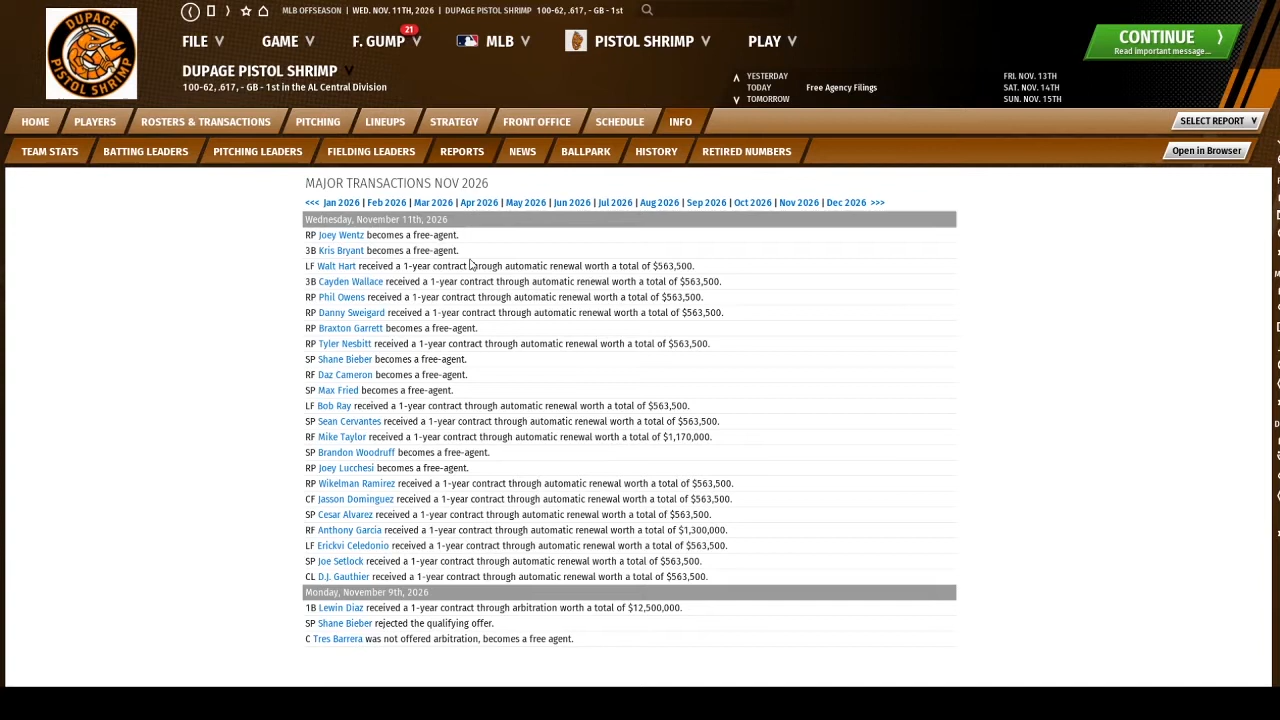 DUPAGE
PISTOL SHRIMP
MLB OFFSEASON | WED. NOV. 11TH, 2026 | DUPAGE PISTOL SHRIMP 100-62, .617, - GB - 1st
FILE GAME F. GUMP 21 MLB PISTOL SHRIMP PLAY
CONTINUE
Read important message...
DUPAGE PISTOL SHRIMP
100-62, .617, - GB - 1st in the AL Central Division
YESTERDAY FRI. NOV. 13TH
TODAY Free Agency Filings SAT. NOV. 14TH
TOMORROW SUN. NOV. 15TH
HOME PLAYERS ROSTERS & TRANSACTIONS PITCHING LINEUPS STRATEGY FRONT OFFICE SCHEDULE INFO SELECT REPORT
TEAM STATS BATTING LEADERS PITCHING LEADERS FIELDING LEADERS REPORTS NEWS BALLPARK HISTORY RETIRED NUMBERS Open in Browser
MAJOR TRANSACTIONS NOV 2026
<<< Jan 2026 | Feb 2026 | Mar 2026 | Apr 2026 | May 2026 | Jun 2026 | Jul 2026 | Aug 2026 | Sep 2026 | Oct 2026 | Nov 2026 | Dec 2026 >>>
Wednesday, November 11th, 2026
RP Joey Wentz becomes a free-agent.
3B Kris Bryant becomes a free-agent.
LF Walt Hart received a 1-year contract through automatic renewal worth a total of $563,500.
3B Cayden Wallace received a 1-year contract through automatic renewal worth a total of $563,500.
RP Phil Owens received a 1-year contract through automatic renewal worth a total of $563,500.
RP Danny Sweigard received a 1-year contract through automatic renewal worth a total of $563,500.
RP Braxton Garrett becomes a free-agent.
RP Tyler Nesbitt received a 1-year contract through automatic renewal worth a total of $563,500.
SP Shane Bieber becomes a free-agent.
RF Daz Cameron becomes a free-agent.
SP Max Fried becomes a free-agent.
LF Bob Ray received a 1-year contract through automatic renewal worth a total of $563,500.
SP Sean Cervantes received a 1-year contract through automatic renewal worth a total of $563,500.
RF Mike Taylor received a 1-year contract through automatic renewal worth a total of $1,170,000.
SP Brandon Woodruff becomes a free-agent.
RP Joey Lucchesi becomes a free-agent.
RP Wikelman Ramirez received a 1-year contract through automatic renewal worth a total of $563,500.
CF Jasson Dominguez received a 1-year contract through automatic renewal worth a total of $563,500.
SP Cesar Alvarez received a 1-year contract through automatic renewal worth a total of $563,500.
RF Anthony Garcia received a 1-year contract through automatic renewal worth a total of $1,300,000.
LF Erickvi Celedonio received a 1-year contract through automatic renewal worth a total of $563,500.
SP Joe Setlock received a 1-year contract through automatic renewal worth a total of $563,500.
CL D.J. Gauthier received a 1-year contract through automatic renewal worth a total of $563,500.
Monday, November 9th, 2026
1B Lewin Diaz received a 1-year contract through arbitration worth a total of $12,500,000.
SP Shane Bieber rejected the qualifying offer.
C Tres Barrera was not offered arbitration, becomes a free agent.